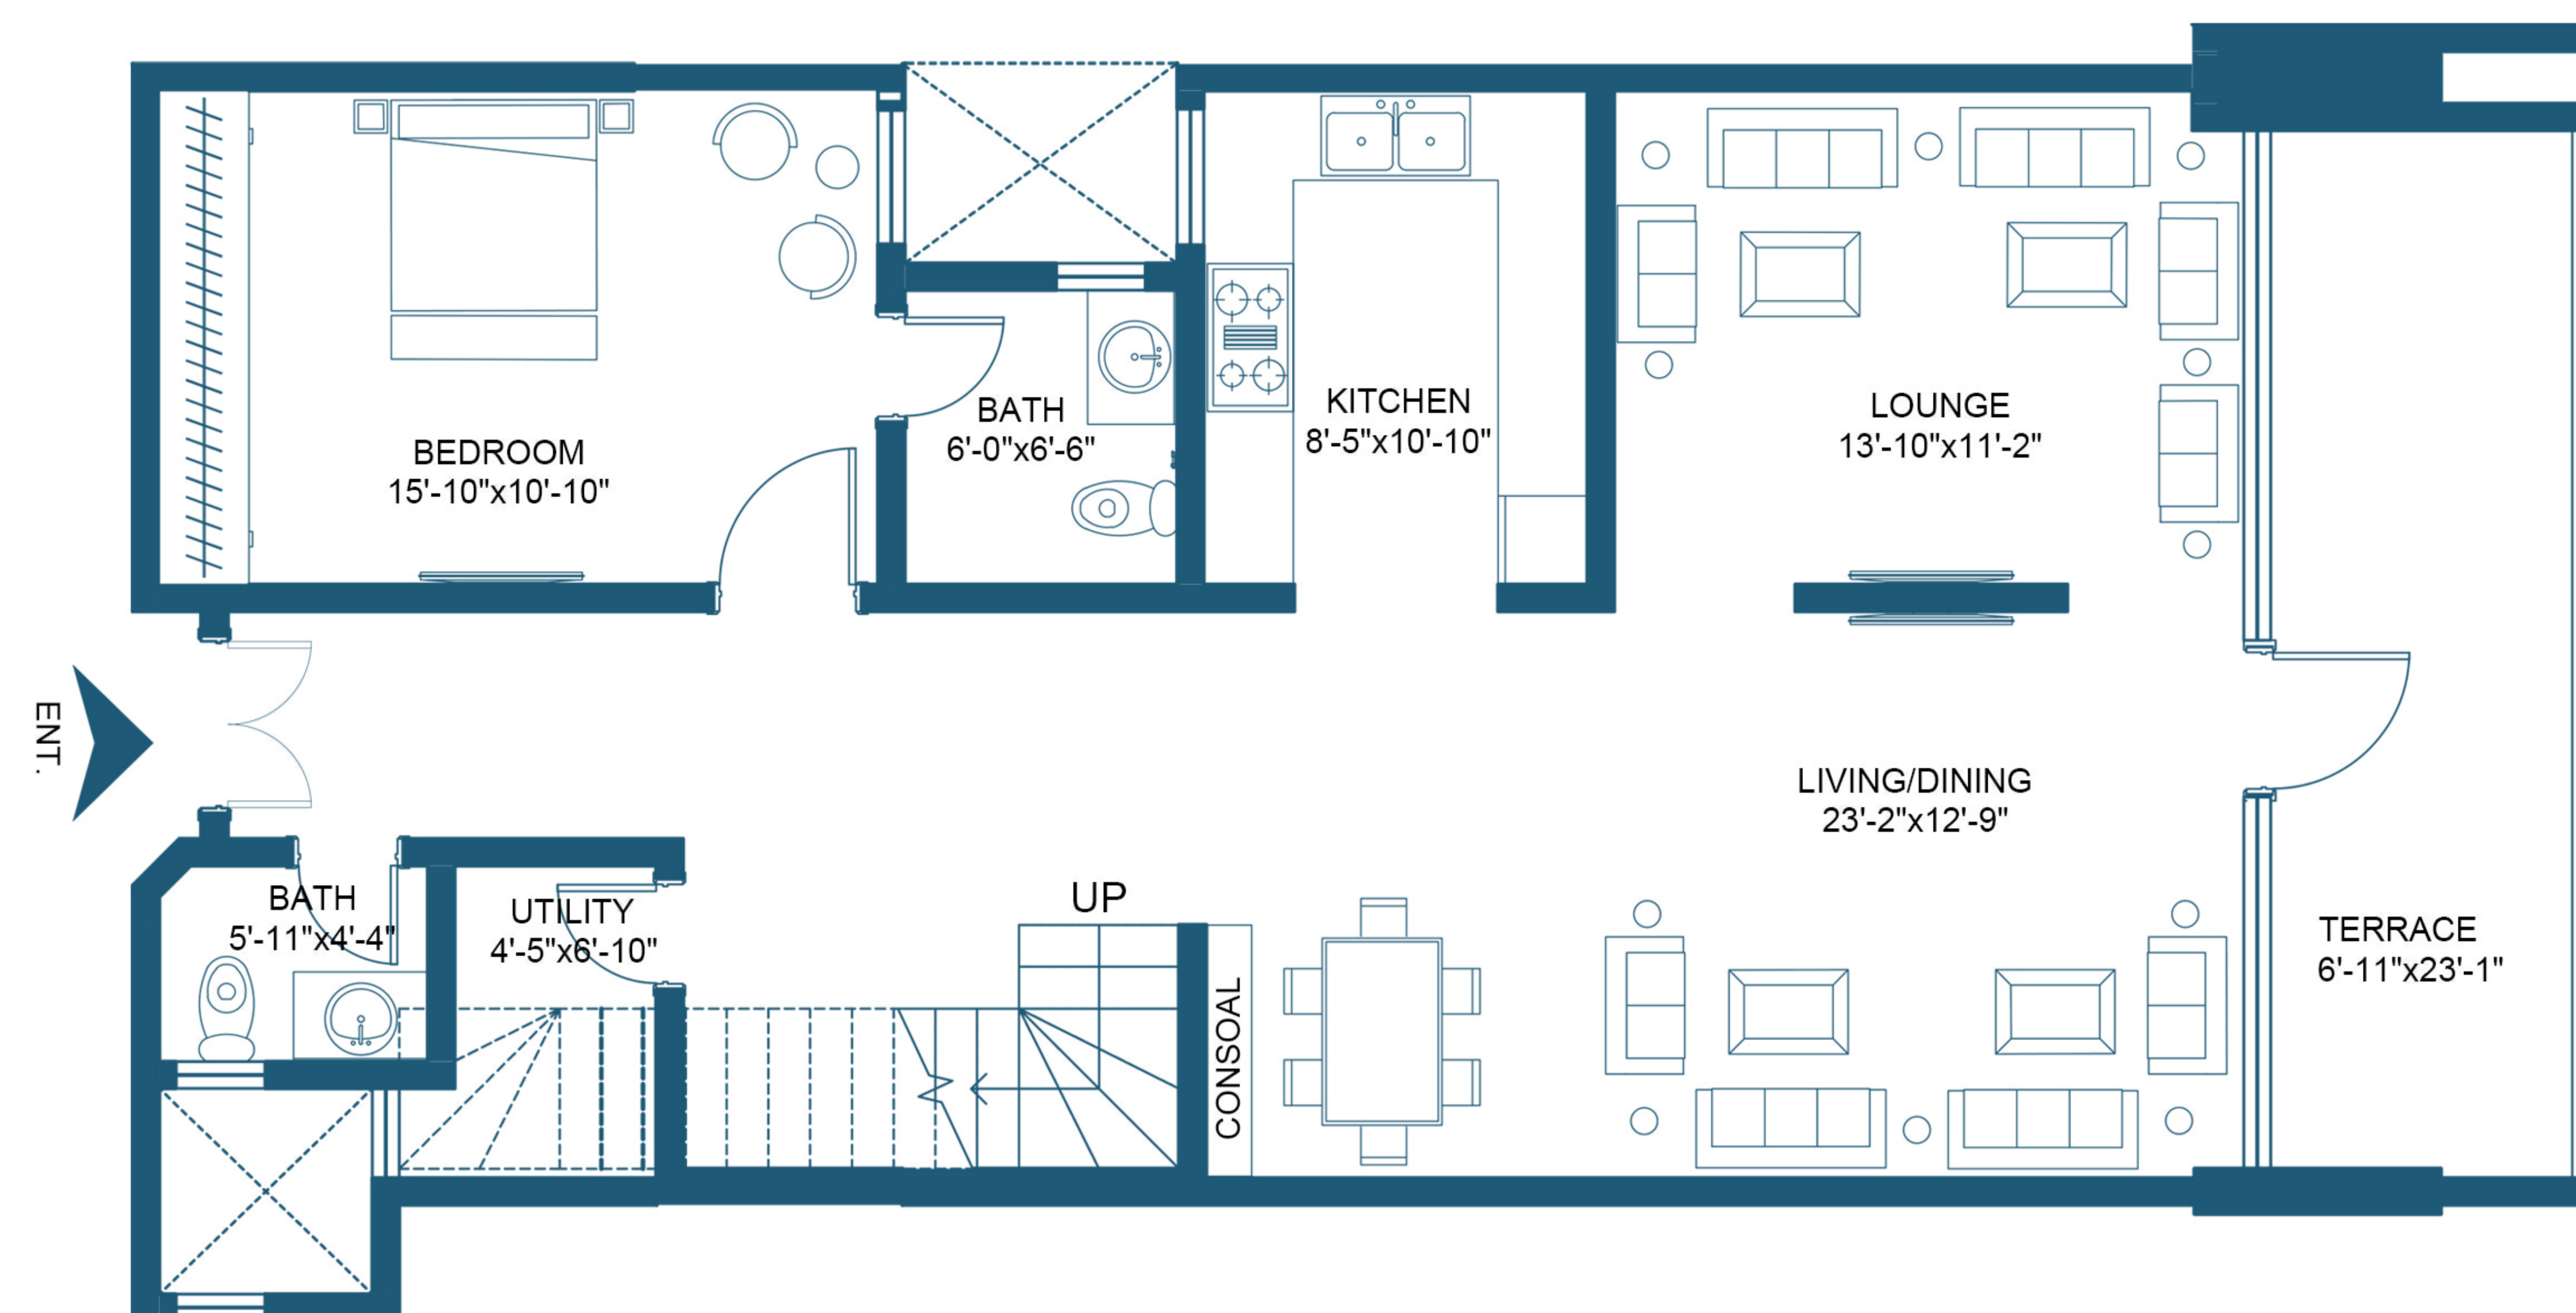 BEDROOM
15'-10"x10'-10"
BATH
6'-0"x6'-6"
KITCHEN
8'-5"x10'-10"
LOUNGE
13'-10"x11'-2"
ENT.
LIVING/DINING
23'-2"x12'-9"
BATH
5'-11"x4'-4"
UTILITY
4'-5"x6'-10"
UP
CONSOAL
TERRACE
6'-11"x23'-1"